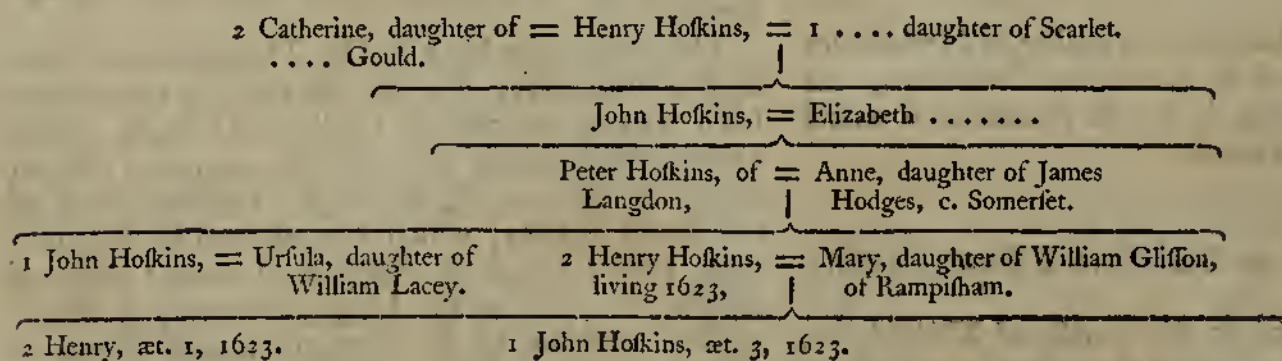 2 Catherine, daughter of = Henry Hoſkins, = 1 .... daughter of Scarlet.
.... Gould.
John Hoſkins, = Elizabeth .......
Peter Hoſkins, of = Anne, daughter of James
Langdon, Hodges, c. Somerſet.
1 John Hoſkins, = Urſula, daughter of 2 Henry Hoſkins, = Mary, daughter of William Gliſſon,
William Lacey. living 1623, of Rampiſham.
2 Henry, æt. 1, 1623. 1 John Hoſkins, æt. 3, 1623.